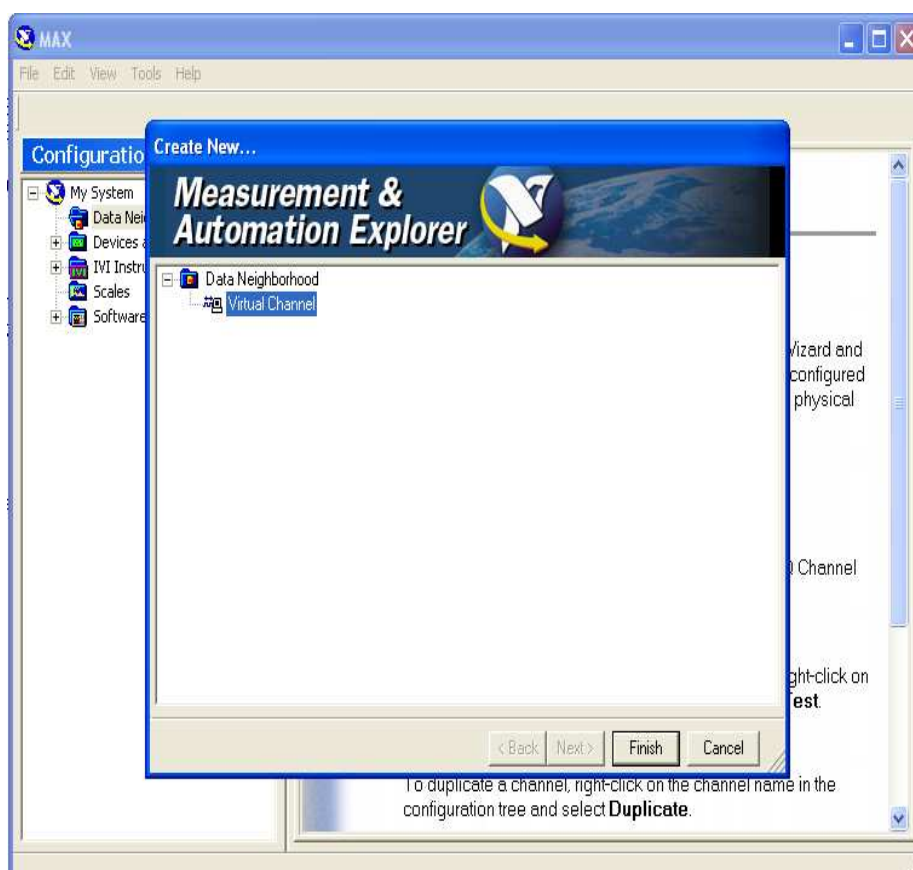 MAX
File Edit View Tools Help
Configuratio
My System
Data Nei
Devices a
IVI Instru
Scales
Software
Create New...
Measurement &
Automation Explorer
Data Neighborhood
Virtual Channel
< Back Next > Finish Cancel
Wizard and
configured
physical
Channel
ght-click on
est.
To duplicate a channel, right-click on the channel name in the
configuration tree and select Duplicate.